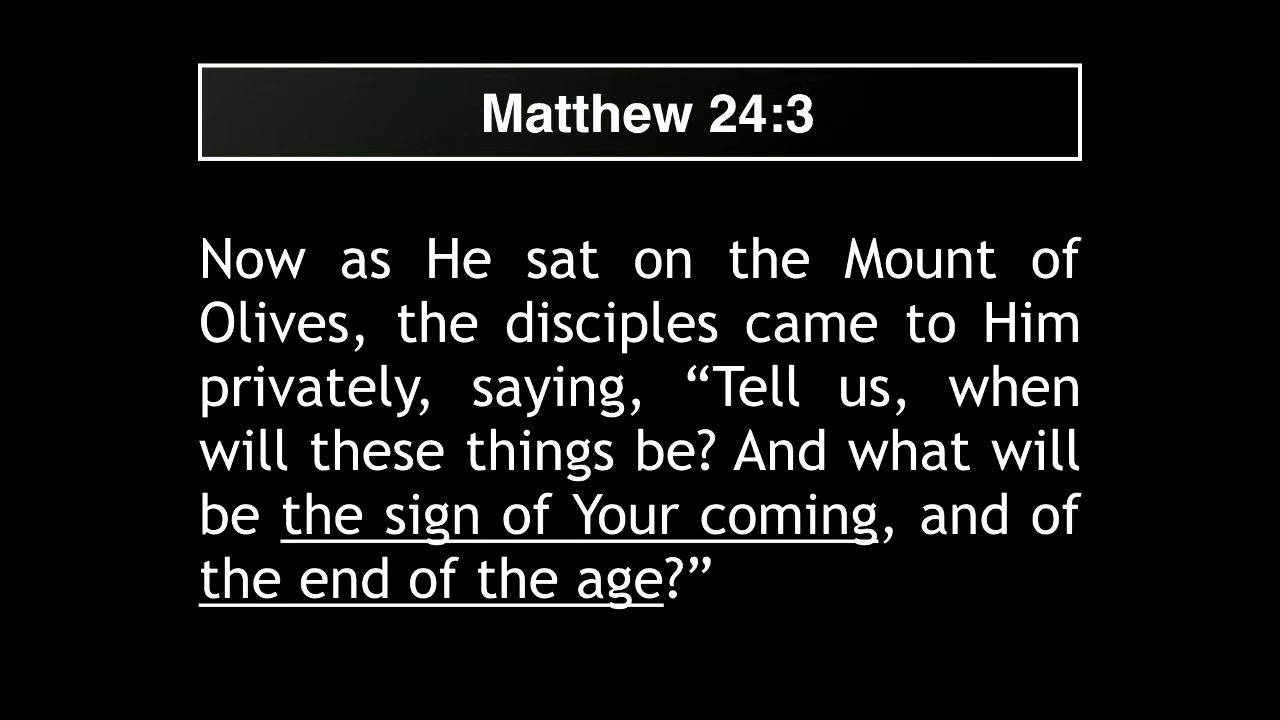 Matthew 24:3
Now as He sat on the Mount of
Olives, the disciples came to Him
privately, saying, “Tell us, when
will these things be? And what will
be the sign of Your coming, and of
the end of the age?”